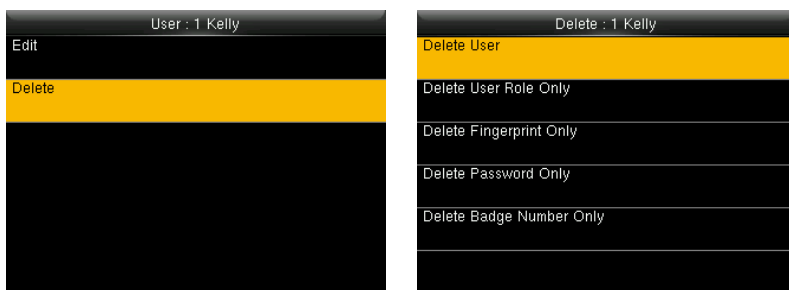 User : 1 Kelly
Edit
Delete
Delete : 1 Kelly
Delete User
Delete User Role Only
Delete Fingerprint Only
Delete Password Only
Delete Badge Number Only